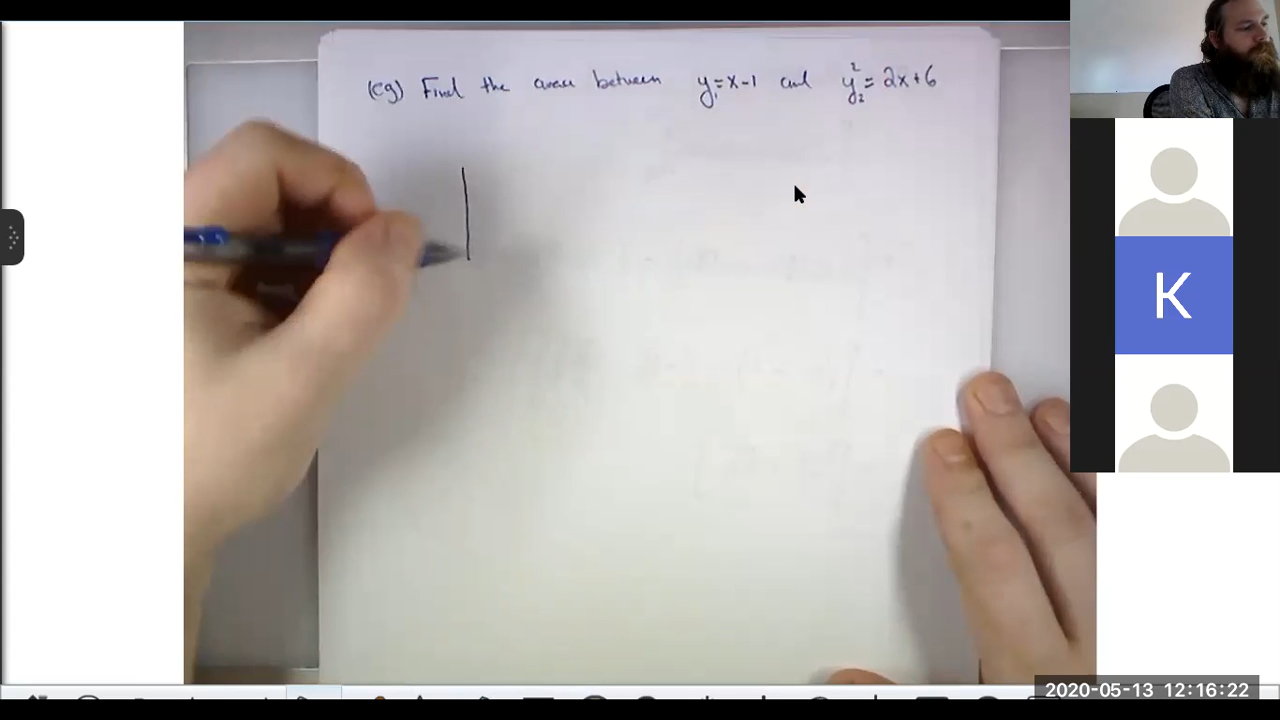 (eg) Find the area between y₁=x-1 and y₂²=2x+6
K
2020-05-13 12:16:22